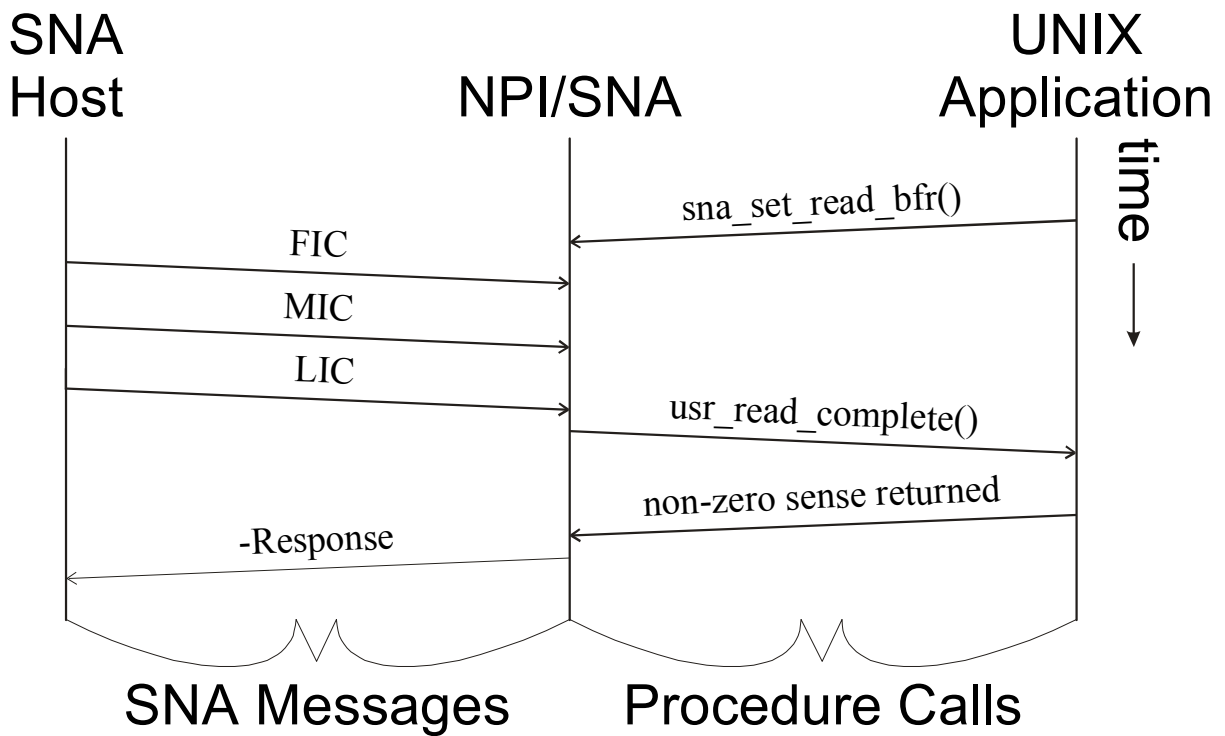 SNA
Host
NPI/SNA
UNIX
Application
time
sna_set_read_bfr()
FIC
MIC
LIC
usr_read_complete()
non-zero sense returned
-Response
SNA Messages
Procedure Calls